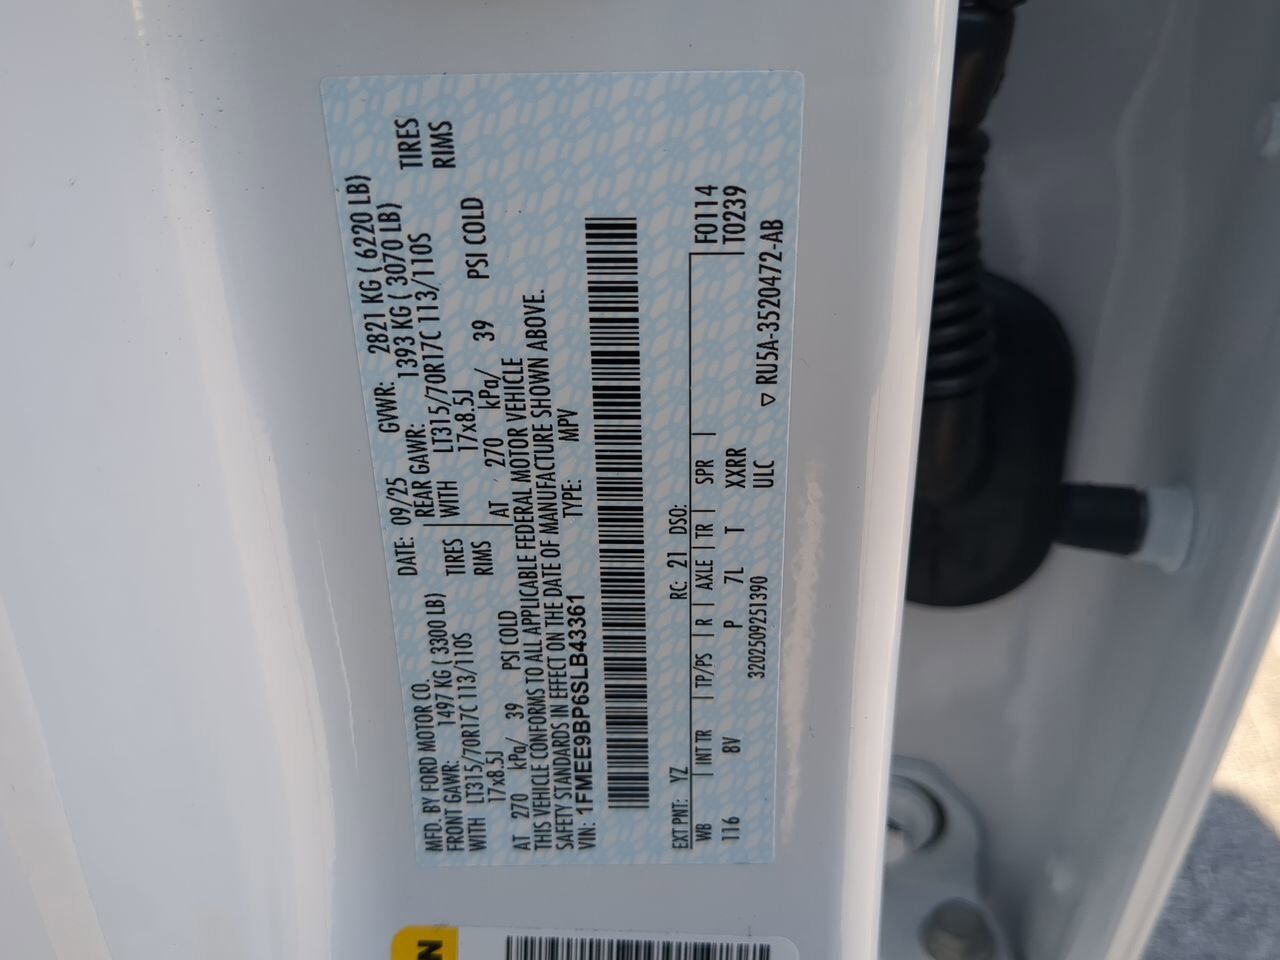 MFD. BY FORD MOTOR CO. DATE: 09/25 GVWR: 2821 KG ( 6220 LB)
FRONT GAWR: 1497 KG ( 3300 LB) REAR GAWR: 1393 KG ( 3070 LB)
WITH LT315/70R17C 113/110S TIRES WITH LT315/70R17C 113/110S TIRES
17x8.5J RIMS 17x8.5J RIMS
AT 270 kPa/ 39 PSI COLD AT 270 kPa/ 39 PSI COLD
THIS VEHICLE CONFORMS TO ALL APPLICABLE FEDERAL MOTOR VEHICLE
SAFETY STANDARDS IN EFFECT ON THE DATE OF MANUFACTURE SHOWN ABOVE.
VIN: 1FMEE9BP6SLB43361 TYPE: MPV
EXT PNT: YZ RC: 21 DSO:
WB INT TR TP/PS R AXLE TR SPR F0114
116 8V P 7L T XXRR T0239
3202509251390 ULC ▽ RU5A-3520472-AB